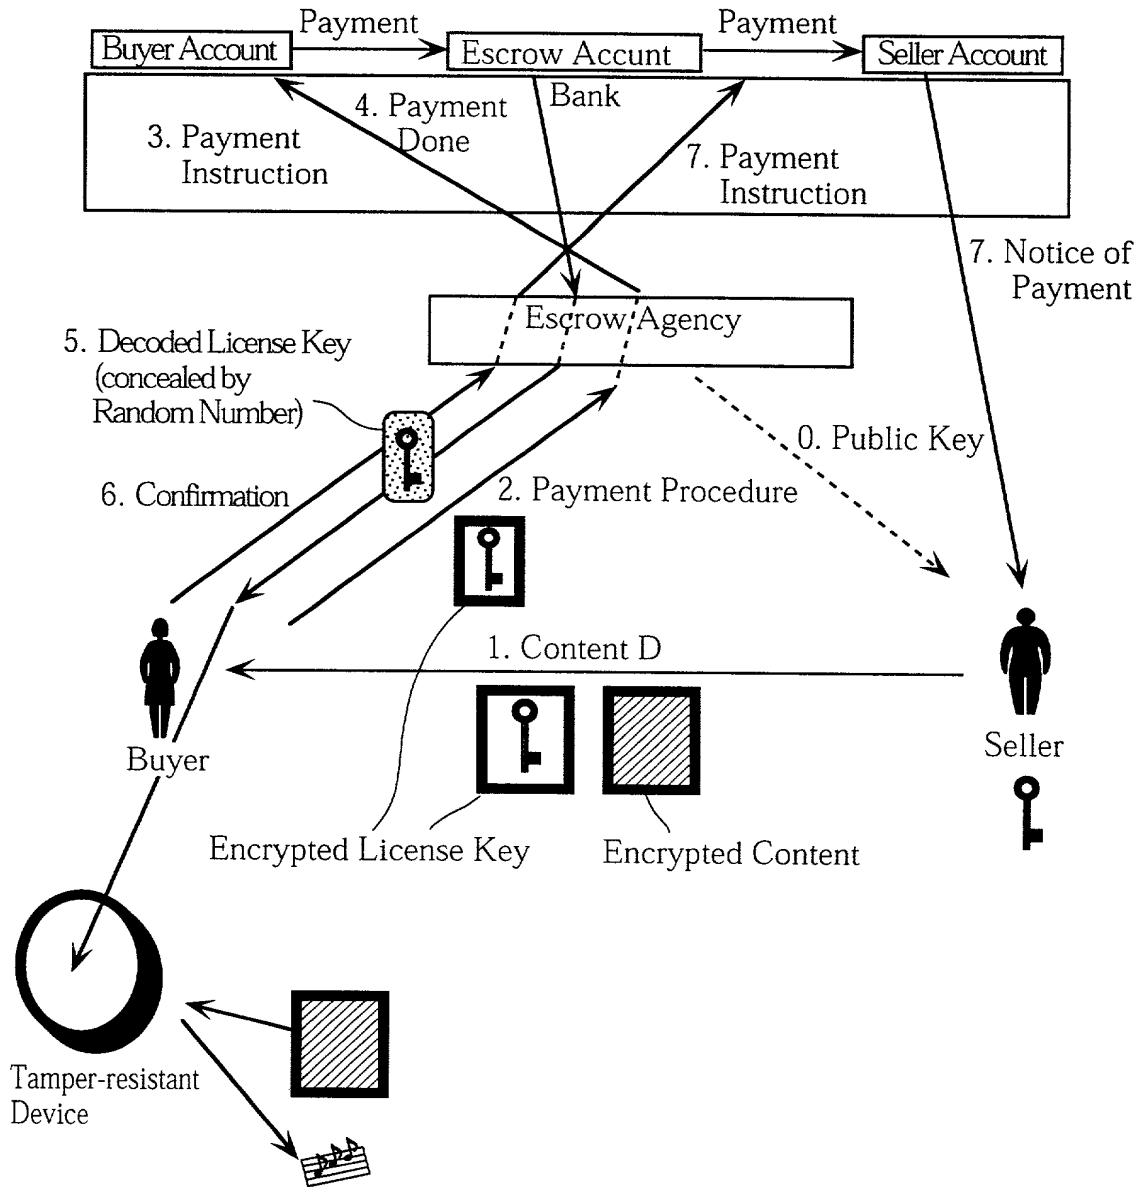 Payment
Payment
Buyer Account
Escrow Accunt
Seller Account
Bank
4. Payment
Done
3. Payment
Instruction
7. Payment
Instruction
7. Notice of
Payment
Escrow Agency
5. Decoded License Key
(concealed by
Random Number)
0. Public Key
6. Confirmation
2. Payment Procedure
1. Content D
Buyer
Seller
Encrypted License Key
Encrypted Content
Tamper-resistant
Device